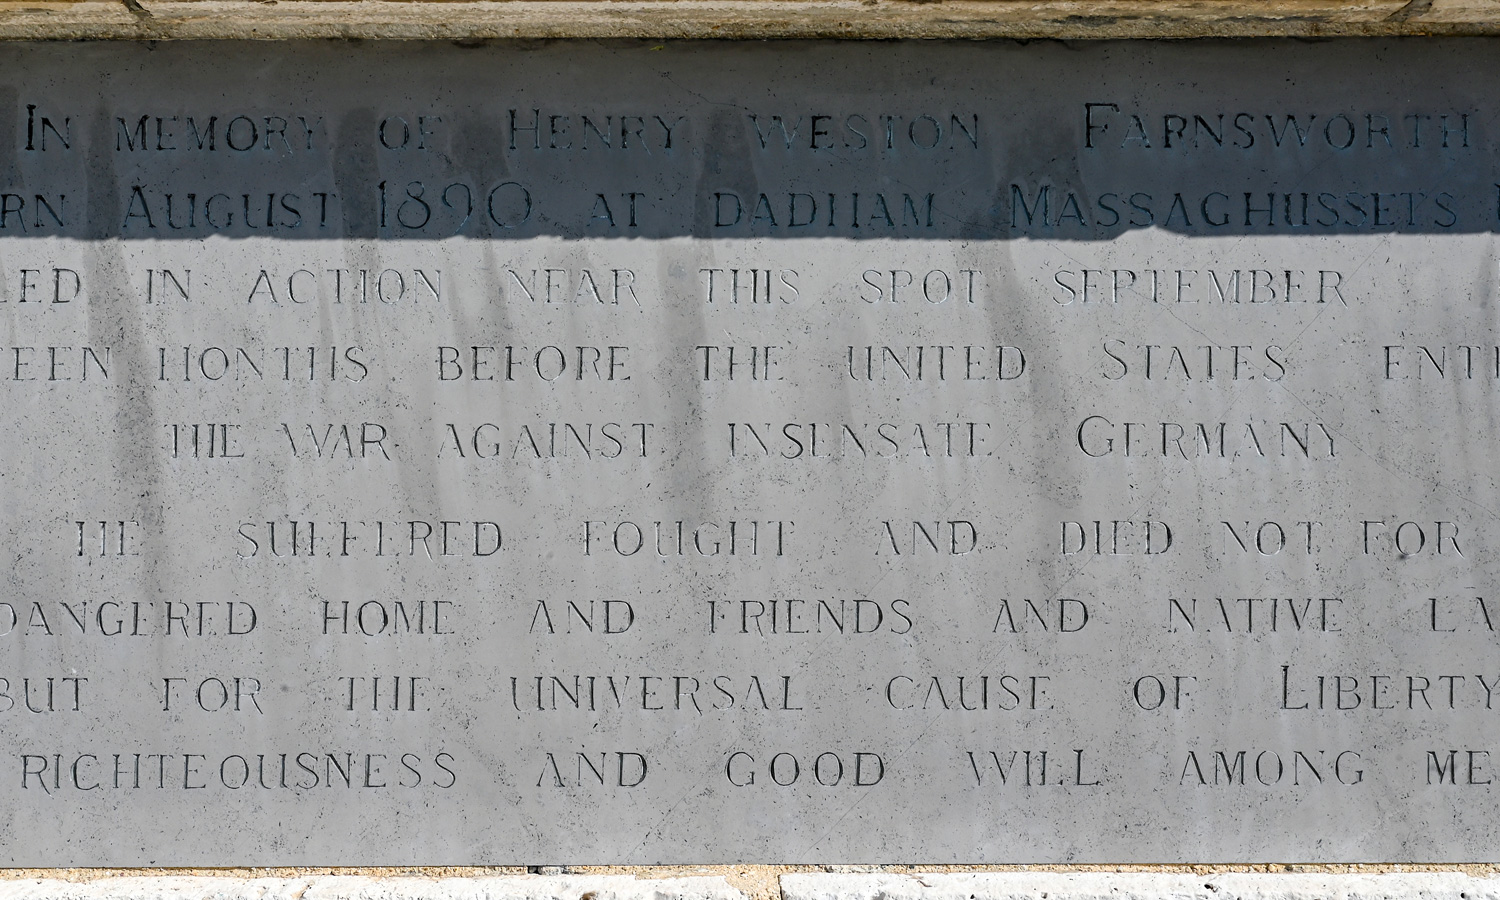 IN MEMORY OF HENRY WESTON FARNSWORTH
RN AUGUST 1890 AT DADHAM MASSAGHUSSETS
LED IN ACTION NEAR THIS SPOT SEPTEMBER
TEEN HONTHS BEFORE THE UNITED STATES ENTE
THE WAR AGAINST INSENSATE GERMANY
HE SUFFERED FOUGHT AND DIED NOT FOR
DANGERED HOME AND FRIENDS AND NATIVE LA
BUT FOR THE UNIVERSAL CAUSE OF LIBERTY
RIGHTEOUSNESS AND GOOD WILL AMONG ME